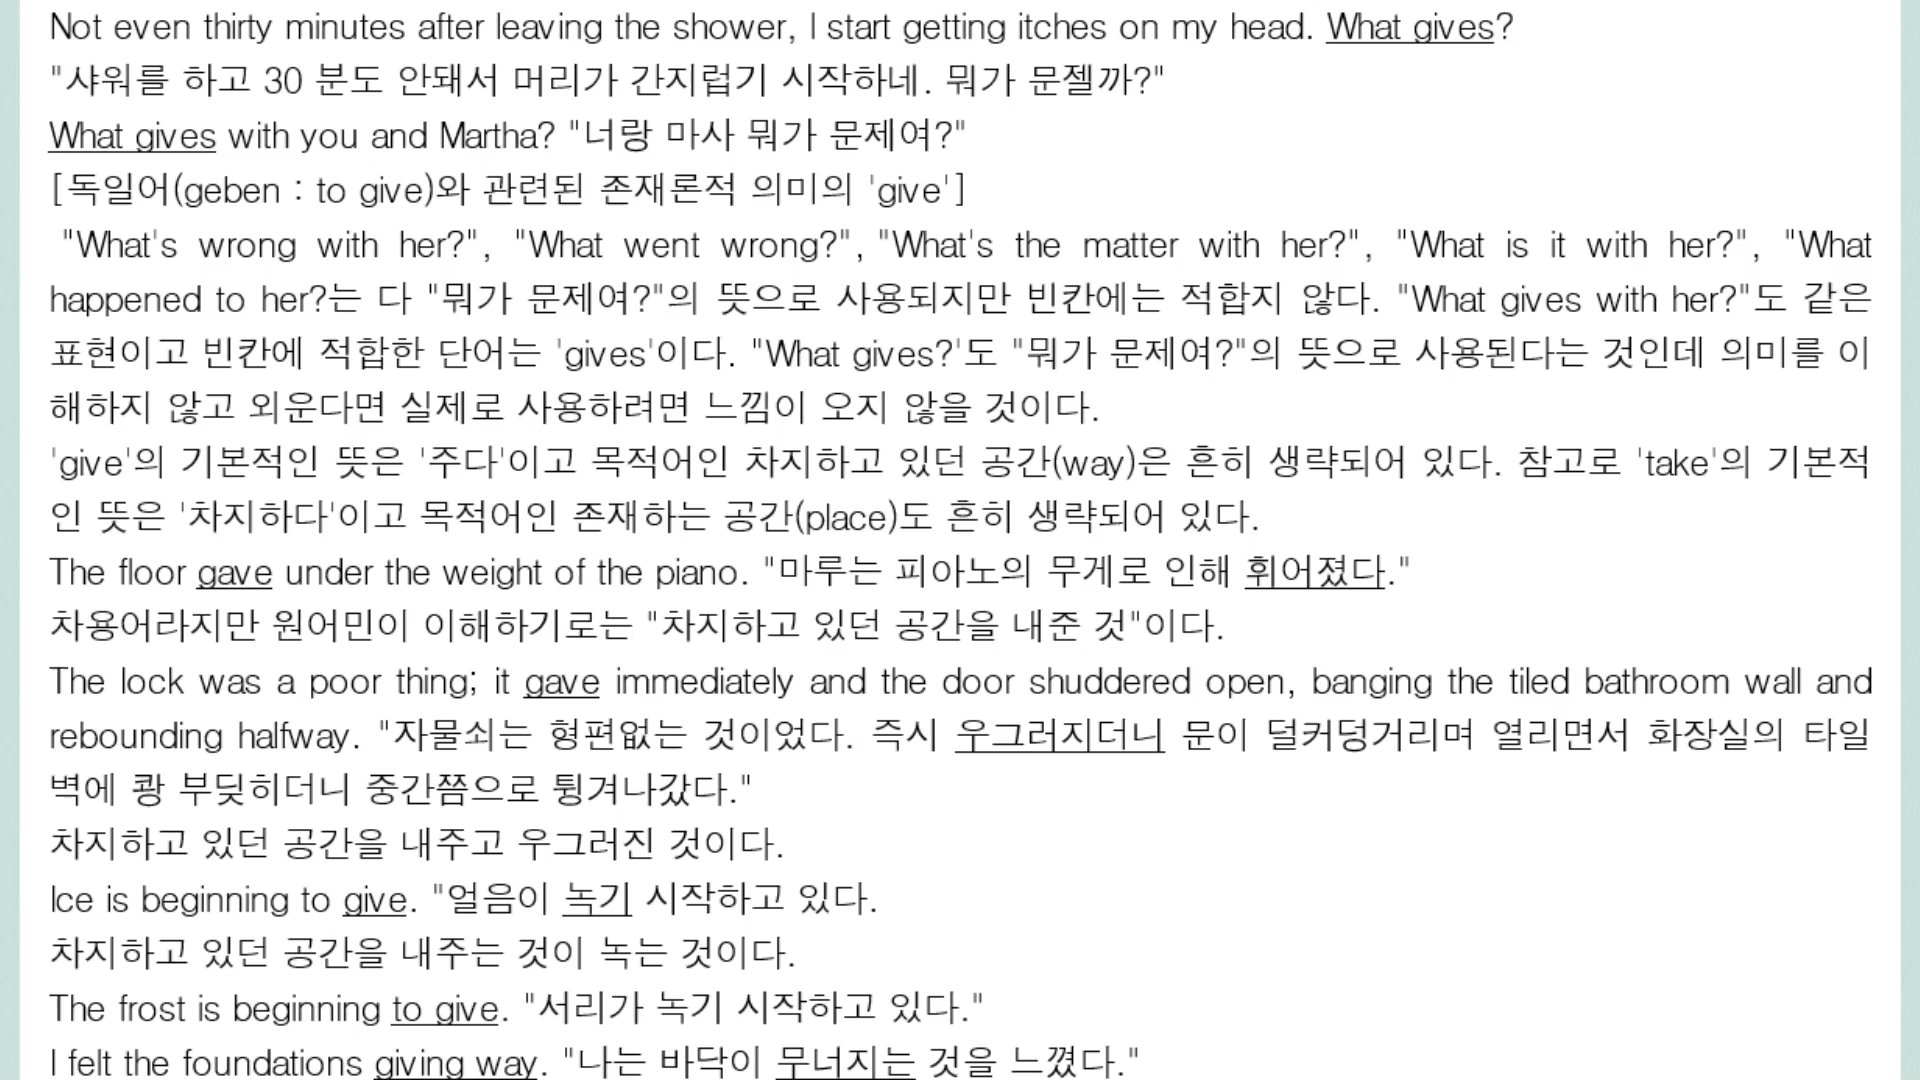 Not even thirty minutes after leaving the shower, I start getting itches on my head. What gives?
"샤워를 하고 30 분도 안돼서 머리가 간지럽기 시작하네. 뭐가 문젤까?"
What gives with you and Martha? "너랑 마사 뭐가 문제여?"
[독일어(geben : to give)와 관련된 존재론적 의미의 'give']
"What's wrong with her?", "What went wrong?", "What's the matter with her?", "What is it with her?", "What
happened to her?는 다 "뭐가 문제여?"의 뜻으로 사용되지만 빈칸에는 적합지 않다. "What gives with her?"도 같은
표현이고 빈칸에 적합한 단어는 'gives'이다. "What gives?'도 "뭐가 문제여?"의 뜻으로 사용된다는 것인데 의미를 이
해하지 않고 외운다면 실제로 사용하려면 느낌이 오지 않을 것이다.
'give'의 기본적인 뜻은 '주다'이고 목적어인 차지하고 있던 공간(way)은 흔히 생략되어 있다. 참고로 'take'의 기본적
인 뜻은 '차지하다'이고 목적어인 존재하는 공간(place)도 흔히 생략되어 있다.
The floor gave under the weight of the piano. "마루는 피아노의 무게로 인해 휘어졌다."
차용어라지만 원어민이 이해하기로는 "차지하고 있던 공간을 내준 것"이다.
The lock was a poor thing; it gave immediately and the door shuddered open, banging the tiled bathroom wall and
rebounding halfway. "자물쇠는 형편없는 것이었다. 즉시 우그러지더니 문이 덜커덩거리며 열리면서 화장실의 타일
벽에 쾅 부딪히더니 중간쯤으로 튕겨나갔다."
차지하고 있던 공간을 내주고 우그러진 것이다.
Ice is beginning to give. "얼음이 녹기 시작하고 있다.
차지하고 있던 공간을 내주는 것이 녹는 것이다.
The frost is beginning to give. "서리가 녹기 시작하고 있다."
I felt the foundations giving way. "나는 바닥이 무너지는 것을 느꼈다."